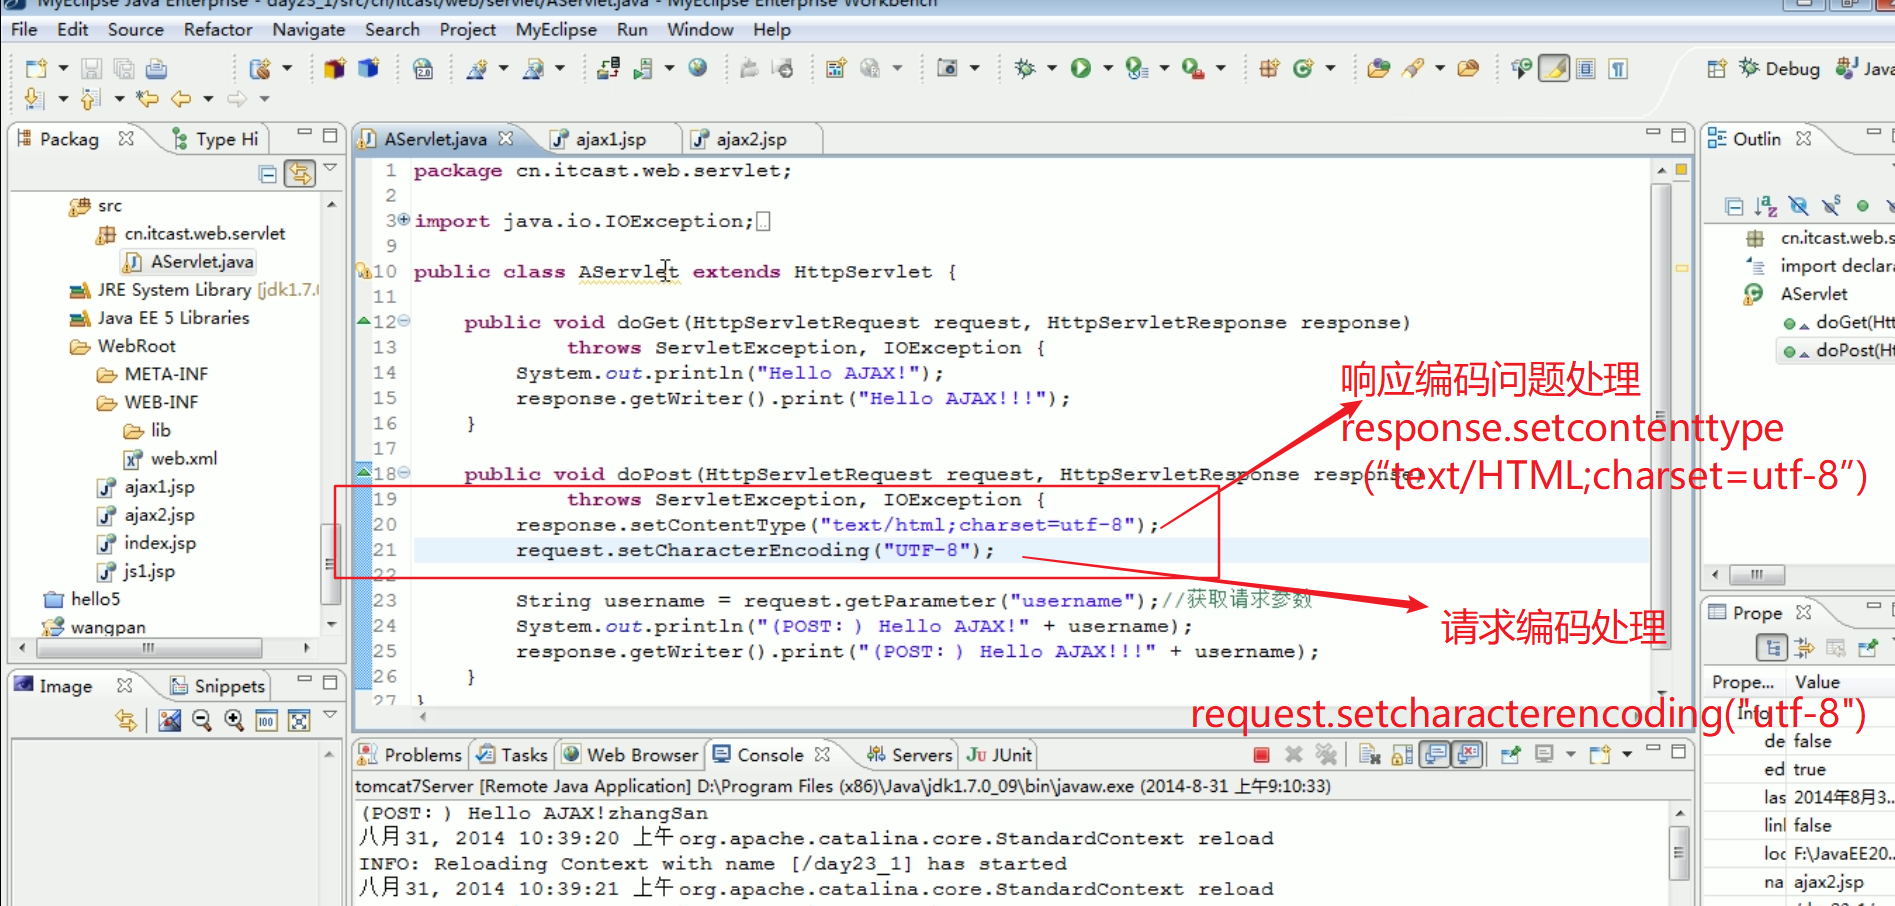 MyEclipse Java Enterprise - day23_1/src/cn/itcast/web/servlet/AServlet.java - MyEclipse Enterprise Workbench
File Edit Source Refactor Navigate Search Project MyEclipse Run Window Help
Debug Java
Packag Type Hi
AServlet.java ajax1.jsp ajax2.jsp
Outlin
src
cn.itcast.web.servlet
AServlet.java
JRE System Library [jdk1.7.0
Java EE 5 Libraries
WebRoot
META-INF
WEB-INF
lib
web.xml
ajax1.jsp
ajax2.jsp
index.jsp
js1.jsp
hello5
wangpan
Image Snippets
1 package cn.itcast.web.servlet;
2
3 import java.io.IOException;
9
10 public class AServlet extends HttpServlet {
11
12 public void doGet(HttpServletRequest request, HttpServletResponse response)
13 throws ServletException, IOException {
14 System.out.println("Hello AJAX!");
15 response.getWriter().print("Hello AJAX!!!");
16 }
17
18 public void doPost(HttpServletRequest request, HttpServletResponse response)
19 throws ServletException, IOException {
20 response.setContentType("text/html;charset=utf-8");
21 request.setCharacterEncoding("UTF-8");
22
23 String username = request.getParameter("username");//获取请求参数
24 System.out.println("(POST:) Hello AJAX!" + username);
25 response.getWriter().print("(POST:) Hello AJAX!!!" + username);
26 }
27 }
响应编码问题处理
response.setcontenttype
(“text/HTML;charset=utf-8”)
请求编码处理
request.setcharacterencoding("utf-8")
cn.itcast.web.s
import declara
AServlet
doGet(Htt
doPost(Ht
Prope
Prope... Value
Info
de false
ed true
las 2014年8月3...
linl false
loc F:\JavaEE20...
na ajax2.jsp
Problems Tasks Web Browser Console Servers JUnit
tomcat7Server [Remote Java Application] D:\Program Files (x86)\Java\jdk1.7.0_09\bin\javaw.exe (2014-8-31 上午9:10:33)
(POST:) Hello AJAX!zhangSan
八月 31, 2014 10:39:20 上午 org.apache.catalina.core.StandardContext reload
INFO: Reloading Context with name [/day23_1] has started
八月 31, 2014 10:39:21 上午 org.apache.catalina.core.StandardContext reload